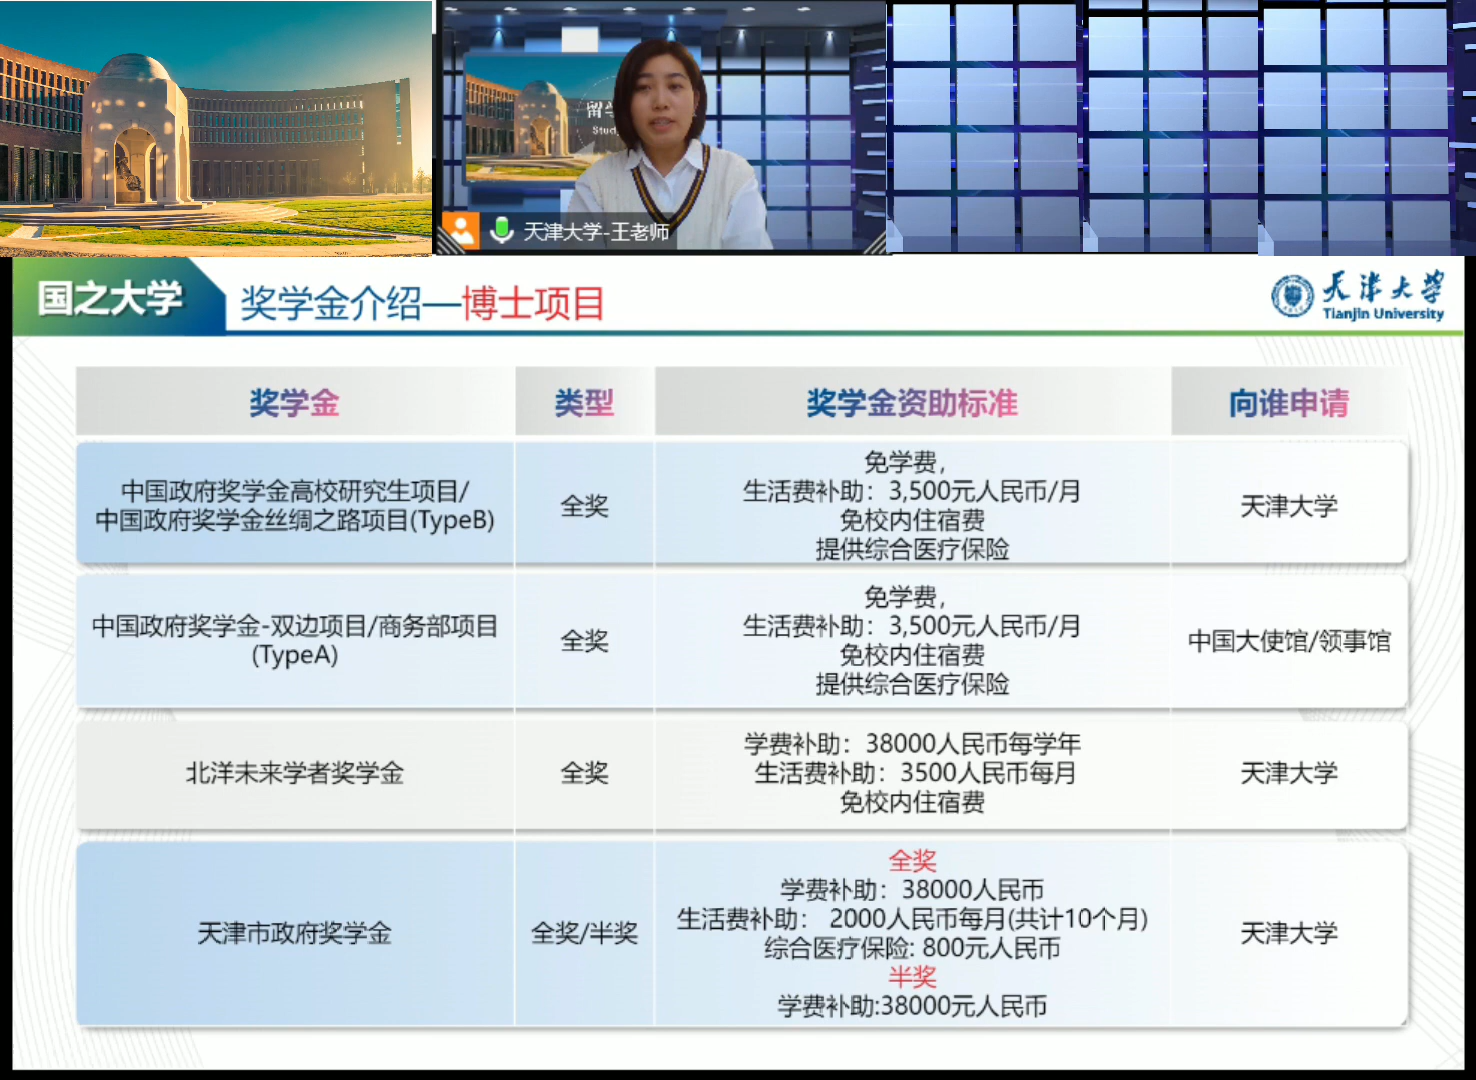 留学
Stud
天津大学-王老师
国之大学
奖学金介绍—博士项目
天津大学
Tianjin University
奖学金 类型 奖学金资助标准 向谁申请
中国政府奖学金高校研究生项目/
中国政府奖学金丝绸之路项目(TypeB)
全奖
免学费，
生活费补助：3,500元人民币/月
免校内住宿费
提供综合医疗保险
天津大学
中国政府奖学金-双边项目/商务部项目
(TypeA)
全奖
免学费，
生活费补助：3,500元人民币/月
免校内住宿费
提供综合医疗保险
中国大使馆/领事馆
北洋未来学者奖学金
全奖
学费补助：38000人民币每学年
生活费补助：3500人民币每月
免校内住宿费
天津大学
天津市政府奖学金
全奖/半奖
全奖
学费补助：38000人民币
生活费补助： 2000人民币每月(共计10个月)
综合医疗保险: 800元人民币
半奖
学费补助:38000元人民币
天津大学